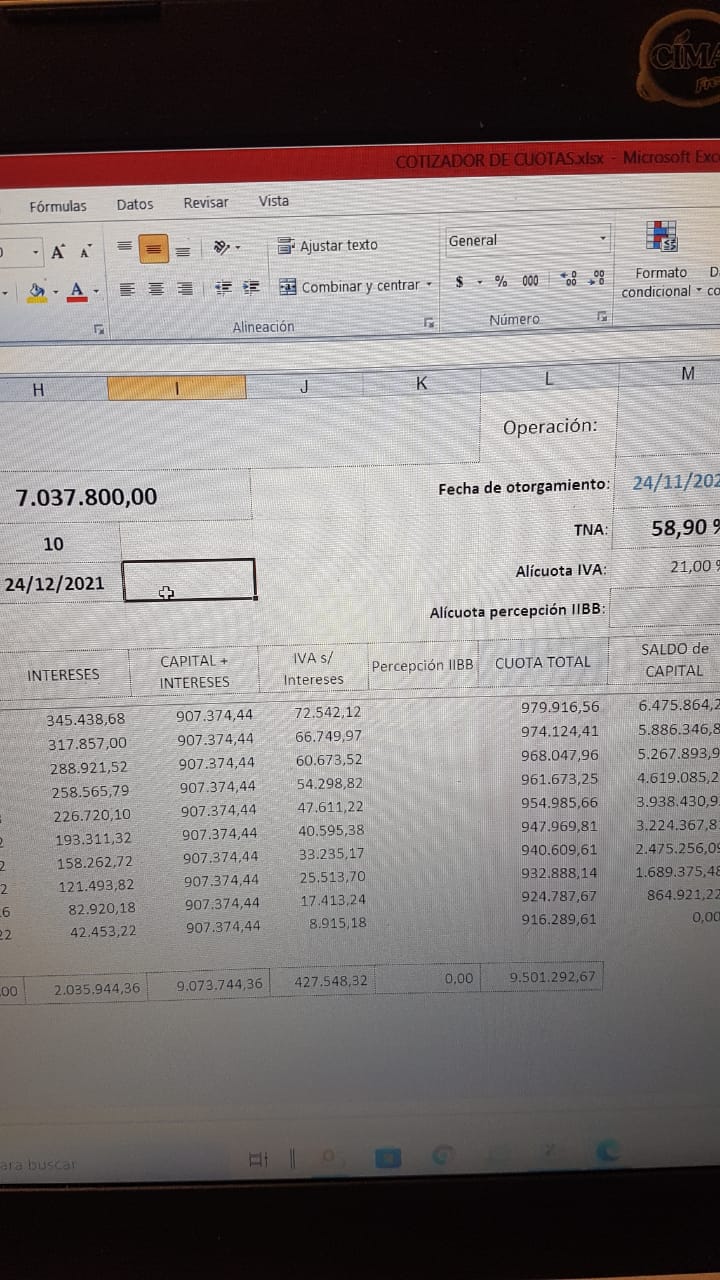 CÍMA
COTIZADOR DE CUOTAS.xlsx - Microsoft Exc
Fórmulas Datos Revisar Vista
A A Ajustar texto General
A Combinar y centrar $ % 000 Formato
condicional co
Alineación Número
H I J K L M
Operación:
7.037.800,00 Fecha de otorgamiento: 24/11/202
10 TNA: 58,90 %
24/12/2021 Alícuota IVA: 21,00 %
Alícuota percepción IIBB:
INTERESES CAPITAL + INTERESES IVA s/ Intereses Percepción IIBB CUOTA TOTAL SALDO de CAPITAL
345.438,68 907.374,44 72.542,12 979.916,56 6.475.864,2
317.857,00 907.374,44 66.749,97 974.124,41 5.886.346,8
288.921,52 907.374,44 60.673,52 968.047,96 5.267.893,9
258.565,79 907.374,44 54.298,82 961.673,25 4.619.085,2
226.720,10 907.374,44 47.611,22 954.985,66 3.938.430,9
2 193.311,32 907.374,44 40.595,38 947.969,81 3.224.367,8
2 158.262,72 907.374,44 33.235,17 940.609,61 2.475.256,09
2 121.493,82 907.374,44 25.513,70 932.888,14 1.689.375,48
6 82.920,18 907.374,44 17.413,24 924.787,67 864.921,22
22 42.453,22 907.374,44 8.915,18 916.289,61 0,00
00 2.035.944,36 9.073.744,36 427.548,32 0,00 9.501.292,67
ara buscar